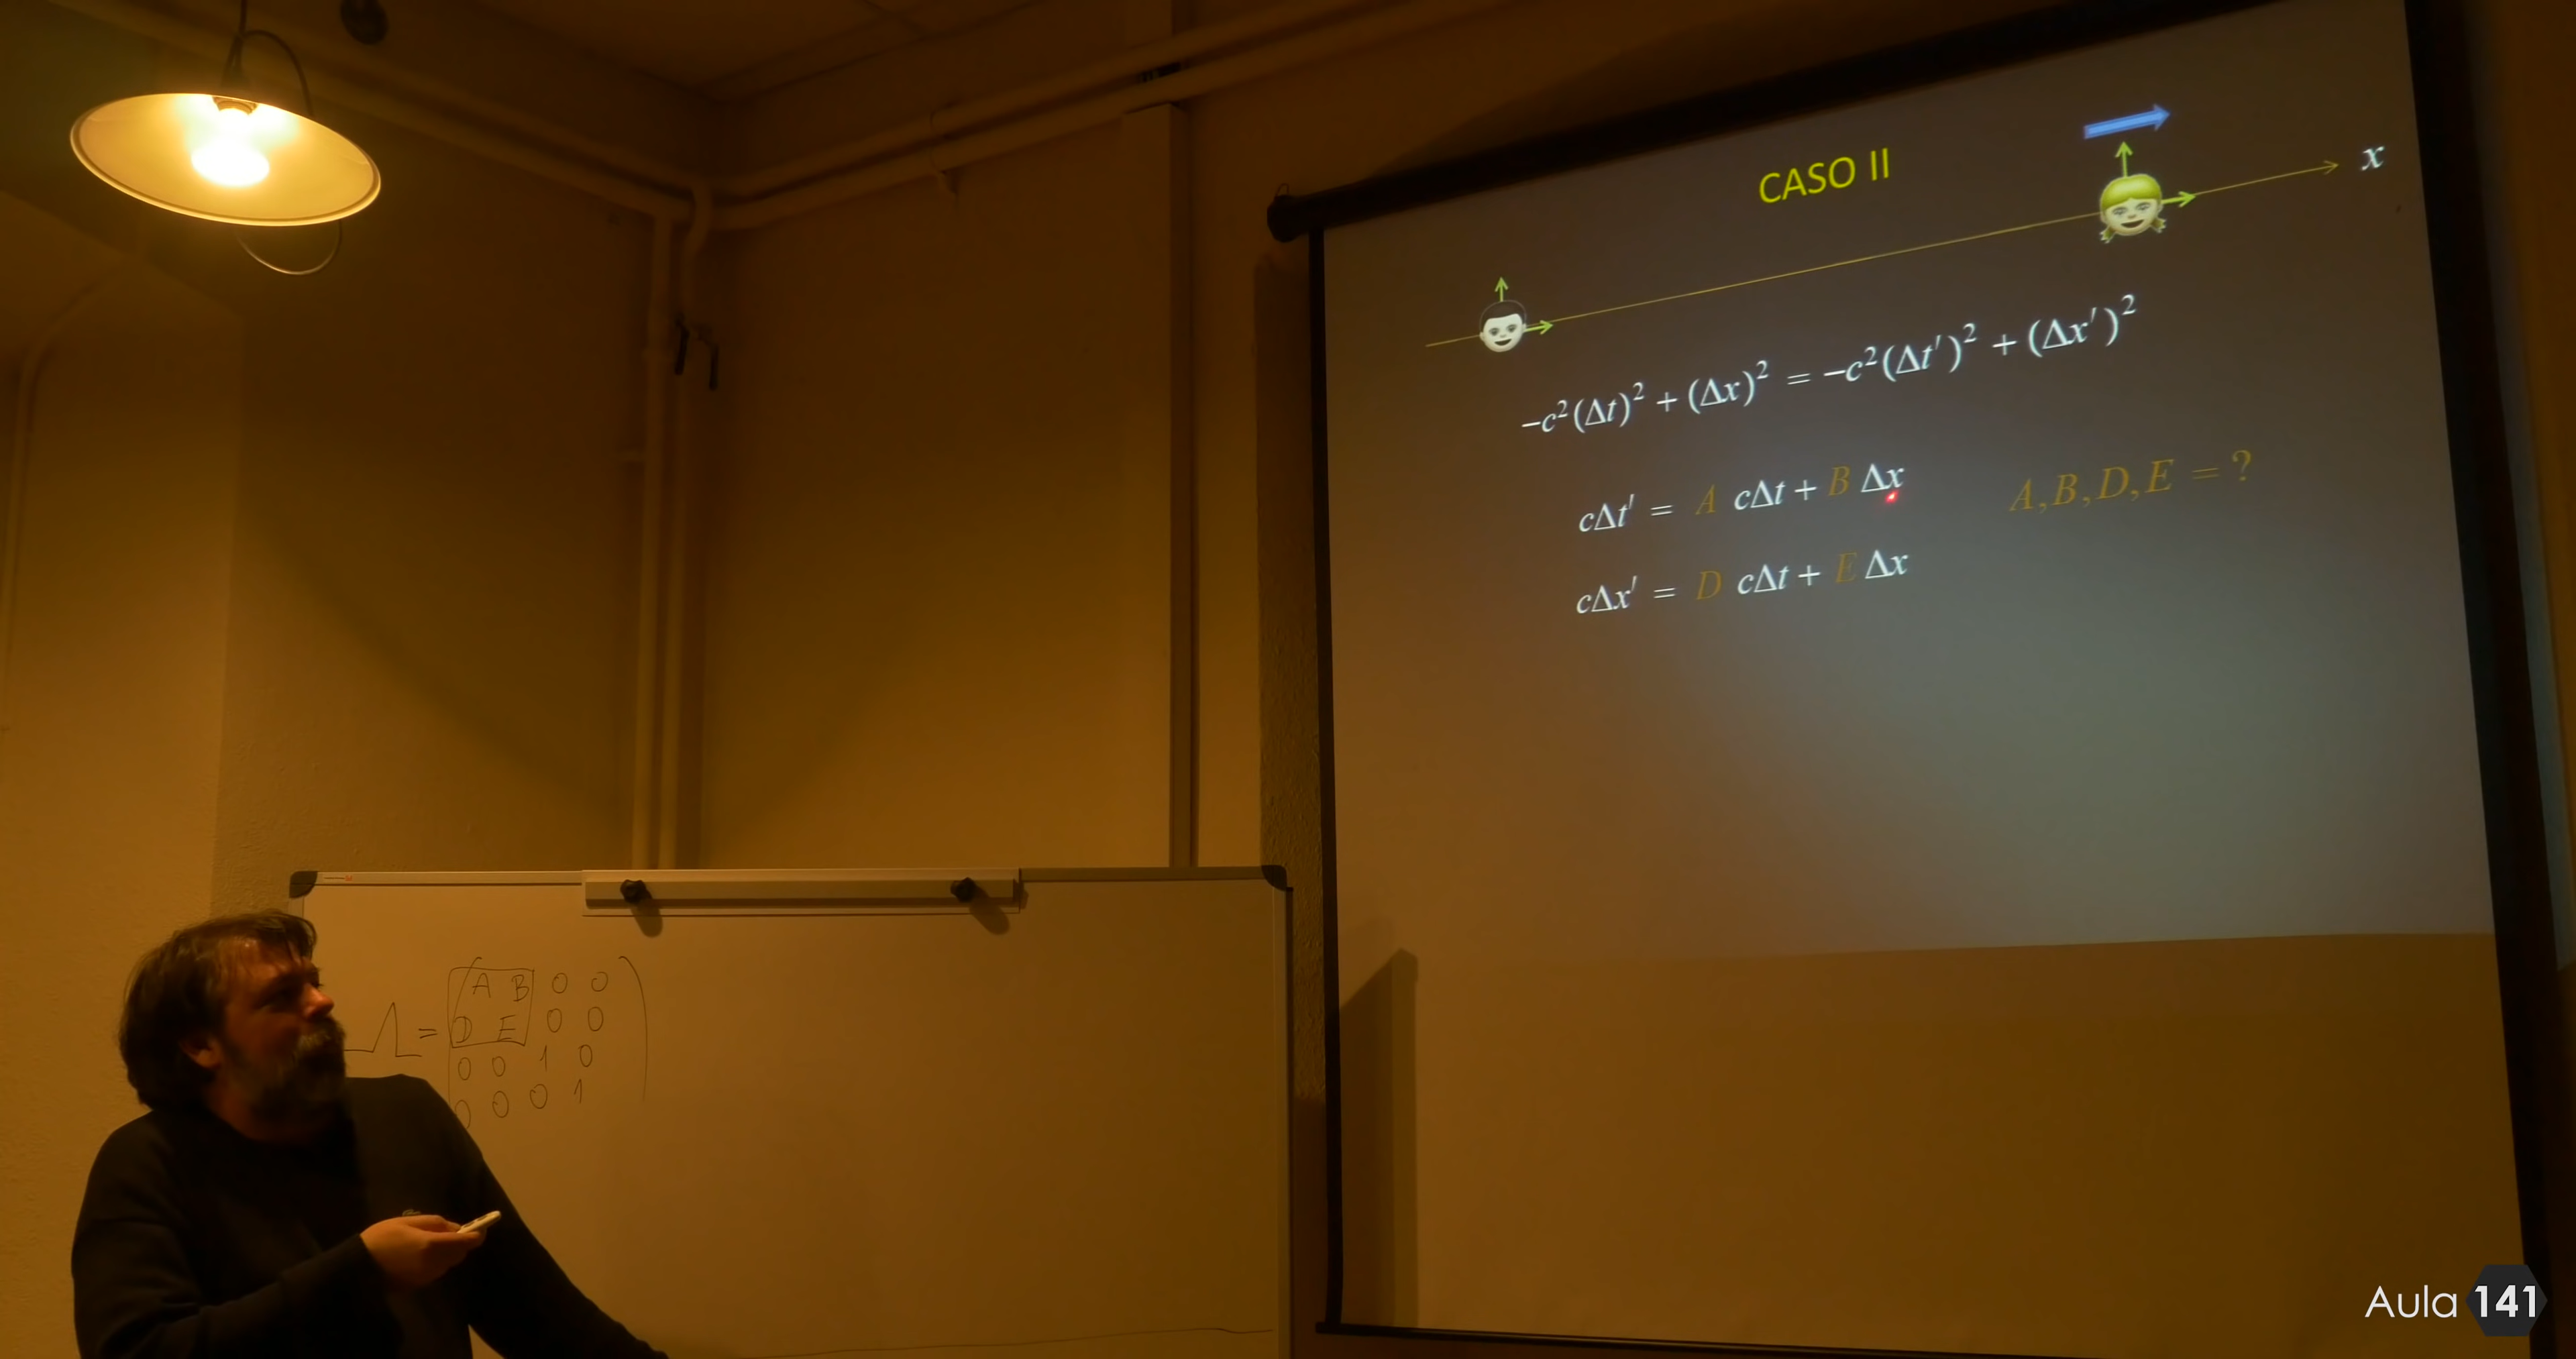 CASO II
x
−c²(Δt)² + (Δx)² = −c²(Δt′)² + (Δx′)²
cΔt′ = A cΔt + B Δx
A, B, D, E = ?
cΔx′ = D cΔt + E Δx
Λ = ( A B 0 0
D E 0 0
0 0 1 0
0 0 0 1 )
Aula 141